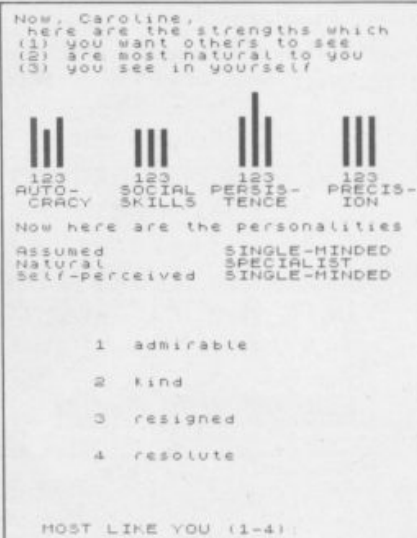 Now, Caroline,
here are the strengths which
(1) you want others to see
(2) are most natural to you
(3) you see in yourself
123 123 123 123
AUTO- SOCIAL PERSIS- PRECIS-
CRACY SKILLS TENCE ION
Now here are the personalities
Assumed SINGLE-MINDED
Natural SPECIALIST
Self-perceived SINGLE-MINDED
1 admirable
2 kind
3 resigned
4 resolute
MOST LIKE YOU (1-4):